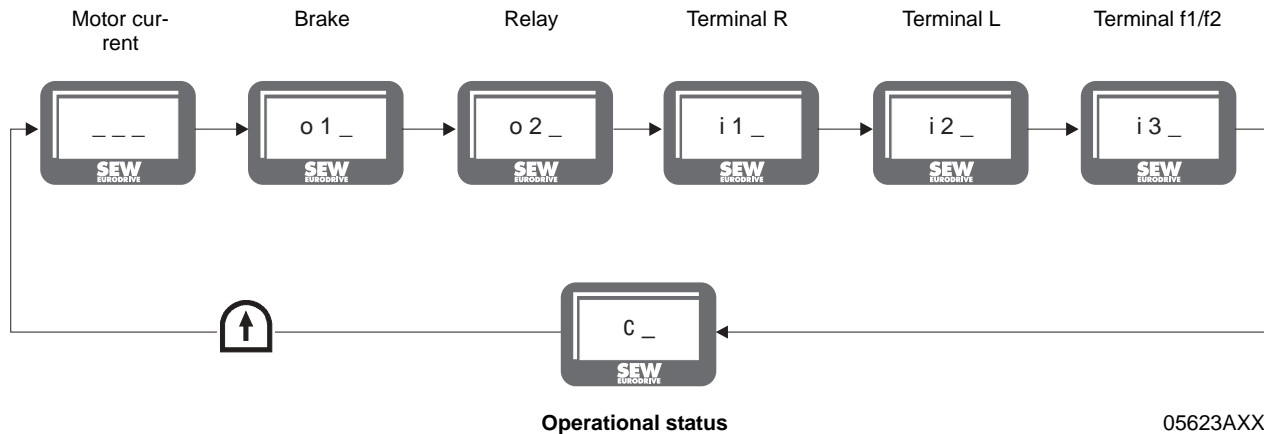 Motor cur-
rent
Brake
Relay
Terminal R
Terminal L
Terminal f1/f2
_ _ _
o 1 _
o 2 _
i 1 _
i 2 _
i 3 _
SEW
EURODRIVE
SEW
EURODRIVE
SEW
EURODRIVE
SEW
EURODRIVE
SEW
EURODRIVE
SEW
EURODRIVE
C _
SEW
EURODRIVE
Operational status
05623AXX